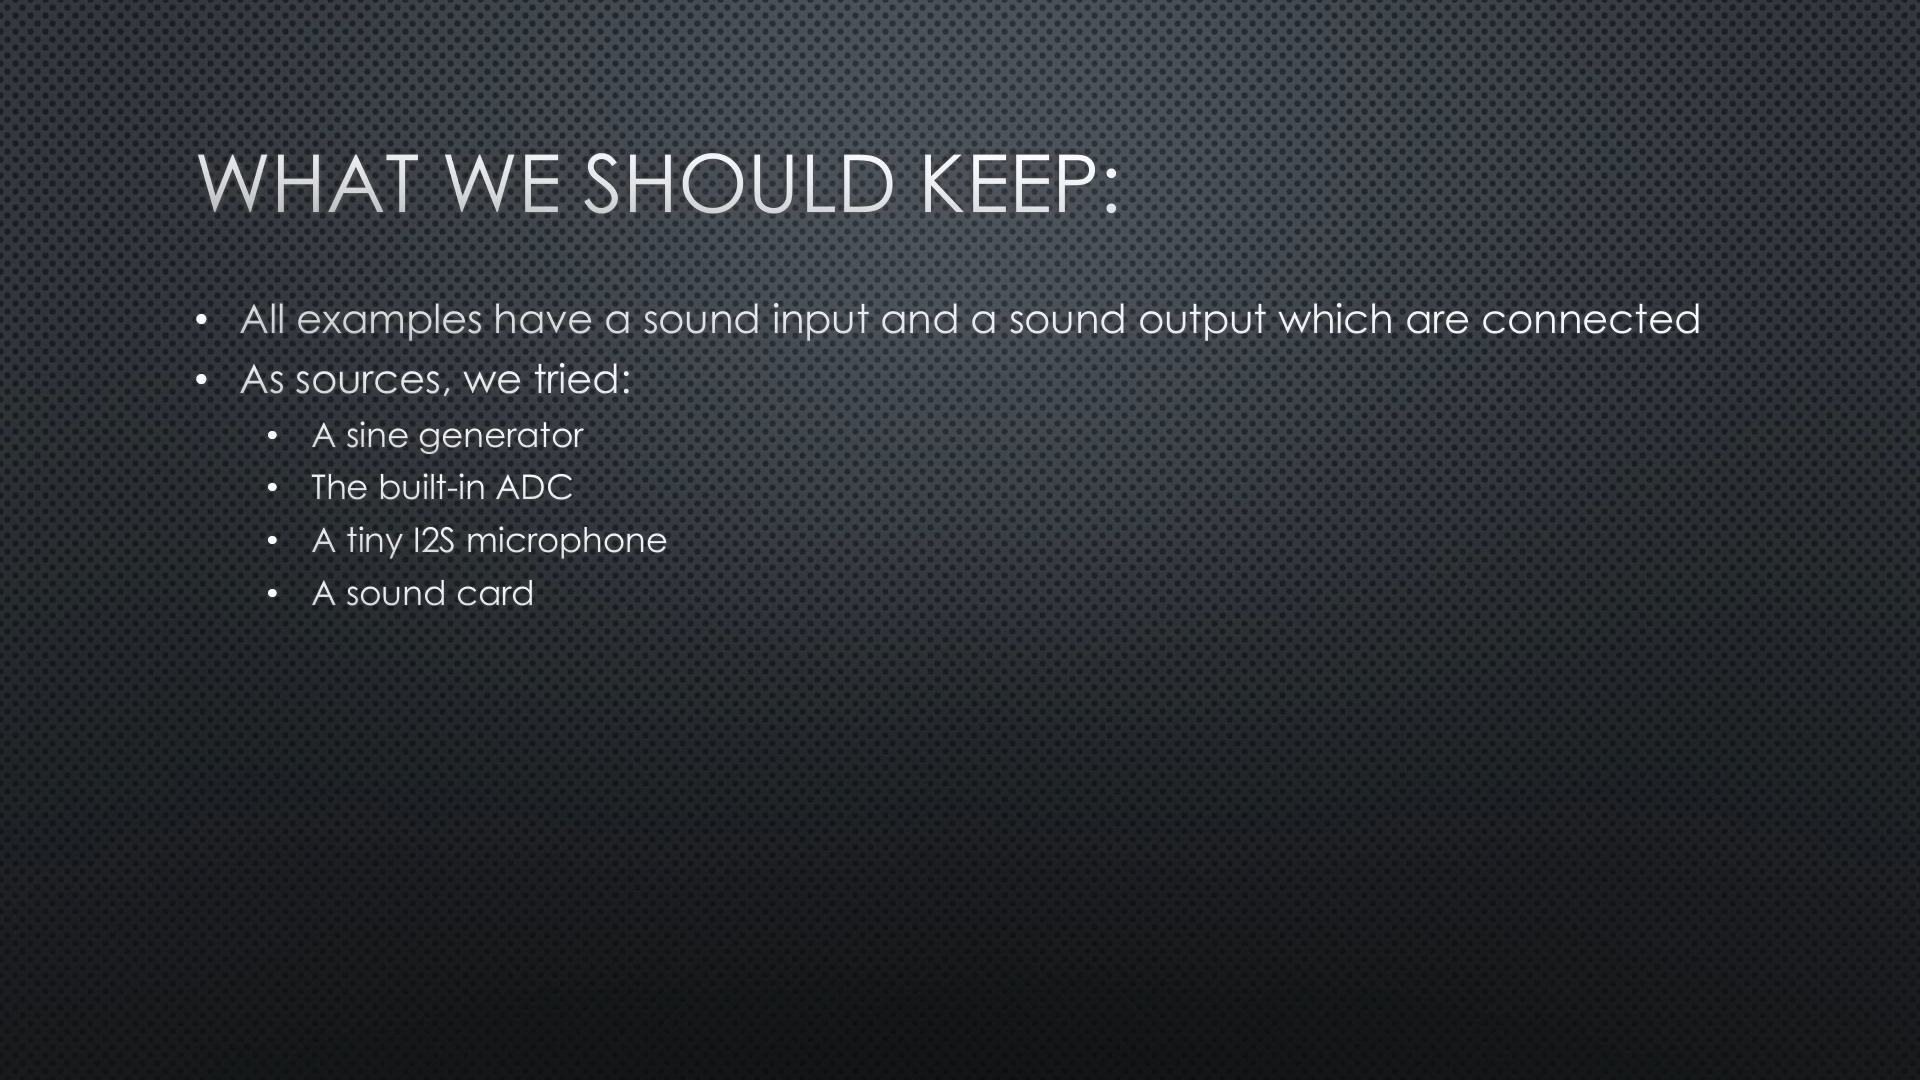 WHAT WE SHOULD KEEP:
• All examples have a sound input and a sound output which are connected
• As sources, we tried:
• A sine generator
• The built-in ADC
• A tiny I2S microphone
• A sound card